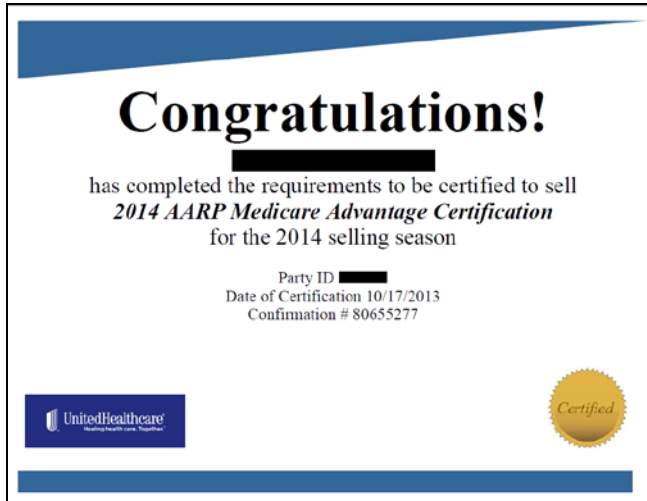 Congratulations!
has completed the requirements to be certified to sell
2014 AARP Medicare Advantage Certification
for the 2014 selling season
Party ID
Date of Certification 10/17/2013
Confirmation # 80655277
UnitedHealthcare®
Healing health care. Together.®
Certified